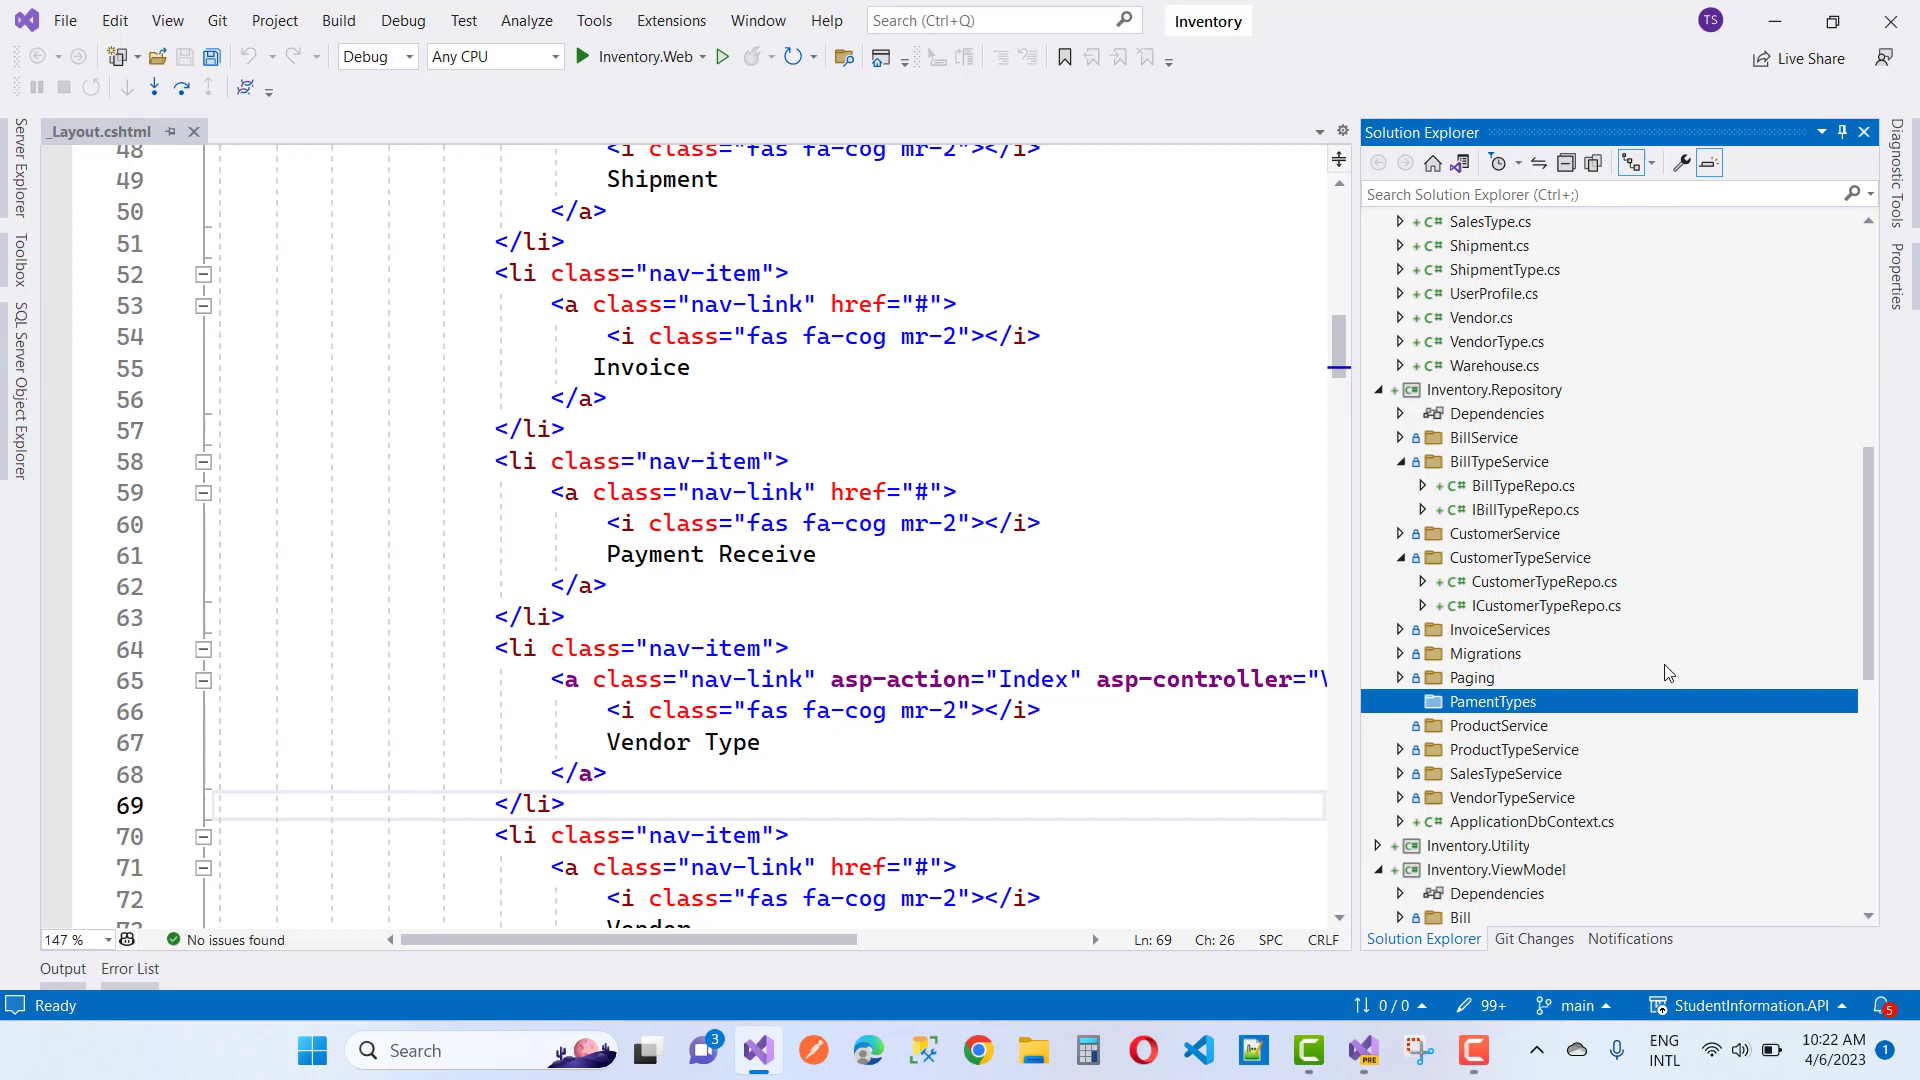 File Edit View Git Project Build Debug Test Analyze Tools Extensions Window Help Search (Ctrl+Q) Inventory TS
Debug Any CPU Inventory.Web Live Share
_Layout.cshtml
Server Explorer
Toolbox
SQL Server Object Explorer
48 <i class="fas fa-cog mr-2"></i>
49 Shipment
50 </a>
51 </li>
52 <li class="nav-item">
53 <a class="nav-link" href="#">
54 <i class="fas fa-cog mr-2"></i>
55 Invoice
56 </a>
57 </li>
58 <li class="nav-item">
59 <a class="nav-link" href="#">
60 <i class="fas fa-cog mr-2"></i>
61 Payment Receive
62 </a>
63 </li>
64 <li class="nav-item">
65 <a class="nav-link" asp-action="Index" asp-controller="
66 <i class="fas fa-cog mr-2"></i>
67 Vendor Type
68 </a>
69 </li>
70 <li class="nav-item">
71 <a class="nav-link" href="#">
72 <i class="fas fa-cog mr-2"></i>
73 Vendor
147 % No issues found Ln: 69 Ch: 26 SPC CRLF
Solution Explorer
Search Solution Explorer (Ctrl+;)
C# SalesType.cs
C# Shipment.cs
C# ShipmentType.cs
C# UserProfile.cs
C# Vendor.cs
C# VendorType.cs
C# Warehouse.cs
C# Inventory.Repository
Dependencies
BillService
BillTypeService
C# BillTypeRepo.cs
C# IBillTypeRepo.cs
CustomerService
CustomerTypeService
C# CustomerTypeRepo.cs
C# ICustomerTypeRepo.cs
InvoiceServices
Migrations
Paging
PamentTypes
ProductService
ProductTypeService
SalesTypeService
VendorTypeService
C# ApplicationDbContext.cs
C# Inventory.Utility
C# Inventory.ViewModel
Dependencies
Bill
Solution Explorer Git Changes Notifications
Diagnostic Tools
Properties
Output Error List
Ready 0 / 0 99+ main StudentInformation.API 5
Search 3 PRE ENG INTL 10:22 AM 4/6/2023 1